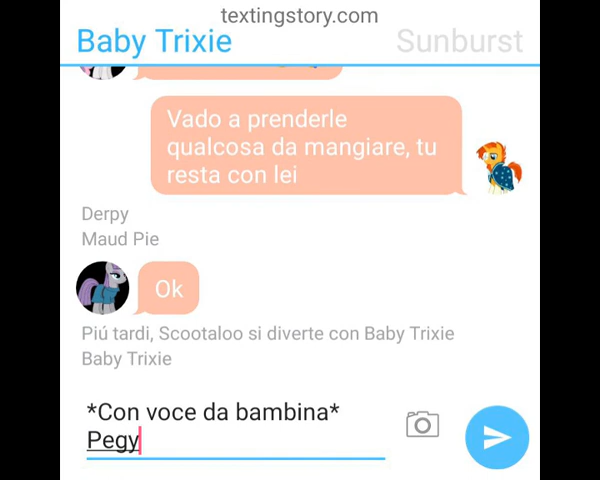 textingstory.com
Baby Trixie Sunburst
Vado a prenderle
qualcosa da mangiare, tu
resta con lei
Derpy
Maud Pie
Ok
Piú tardi, Scootaloo si diverte con Baby Trixie
Baby Trixie
*Con voce da bambina*
Pegy